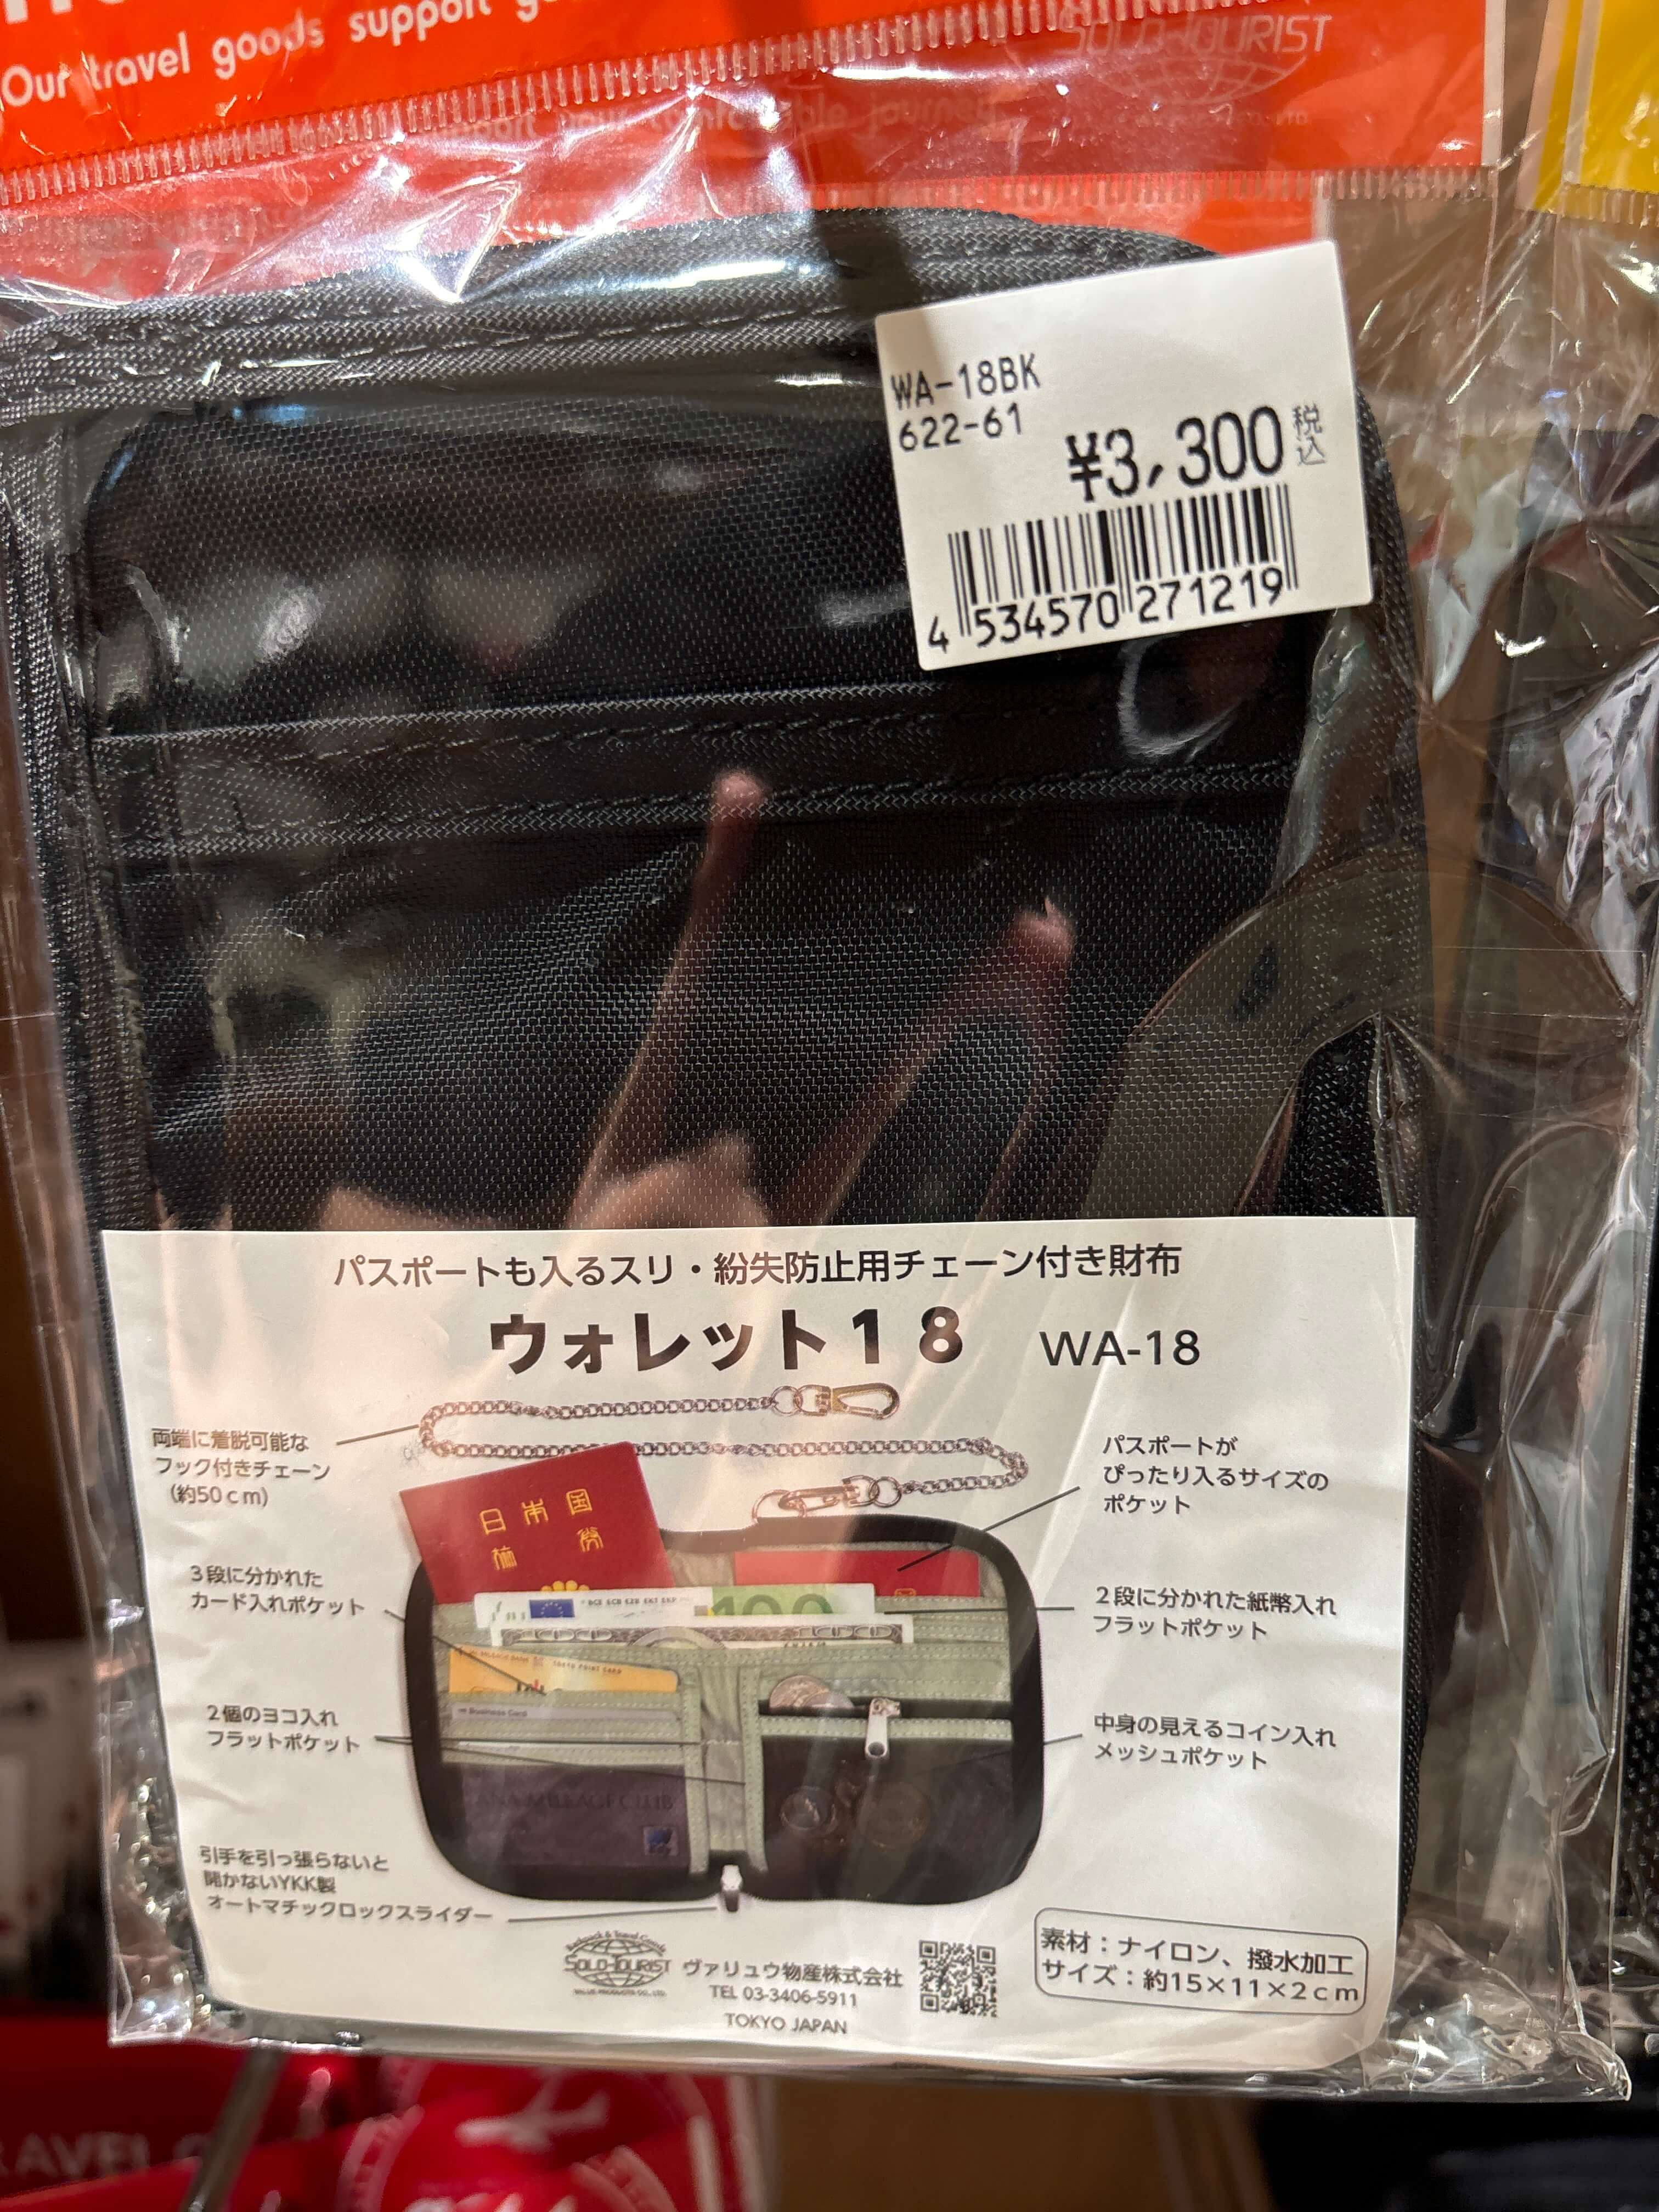 Our travel goods support
SOLO-TOURIST
WA-18BK
622-61
¥3,300 税込
4 534570 271219
パスポートも入るスリ・紛失防止用チェーン付き財布
ウォレット18 WA-18
両端に着脱可能な
フック付きチェーン
(約50cm)
パスポートが
ぴったり入るサイズの
ポケット
日本国
旅券
3段に分かれた
カード入れポケット
2段に分かれた紙幣入れ
フラットポケット
100
TOKYU POINT CARD
Business Card
2個のヨコ入れ
フラットポケット
中身の見えるコイン入れ
メッシュポケット
ANA MILEAGE CLUB
引手を引っ張らないと
開かないYKK製
オートマチックロックスライダー
SOLO-TOURIST
ヴァリュウ物産株式会社
TEL 03-3406-5911
TOKYO JAPAN
素材：ナイロン、撥水加工
サイズ：約15×11×2cm